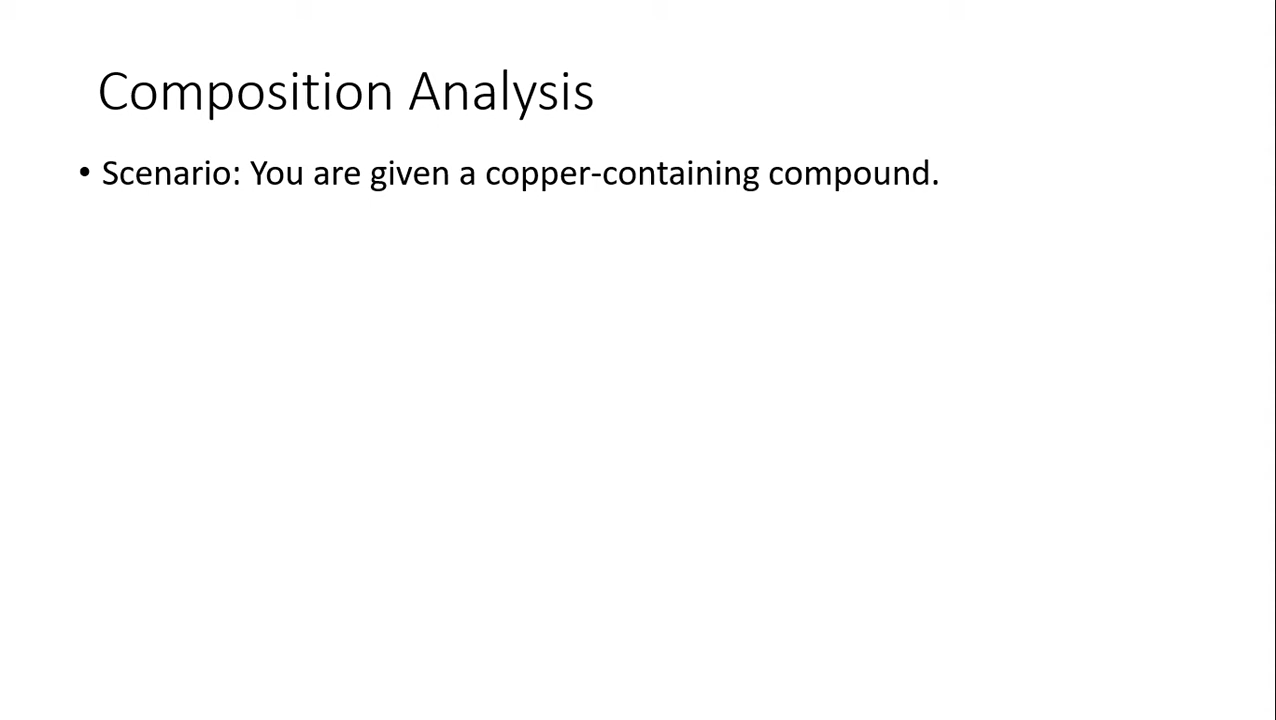 Composition Analysis
• Scenario: You are given a copper-containing compound.